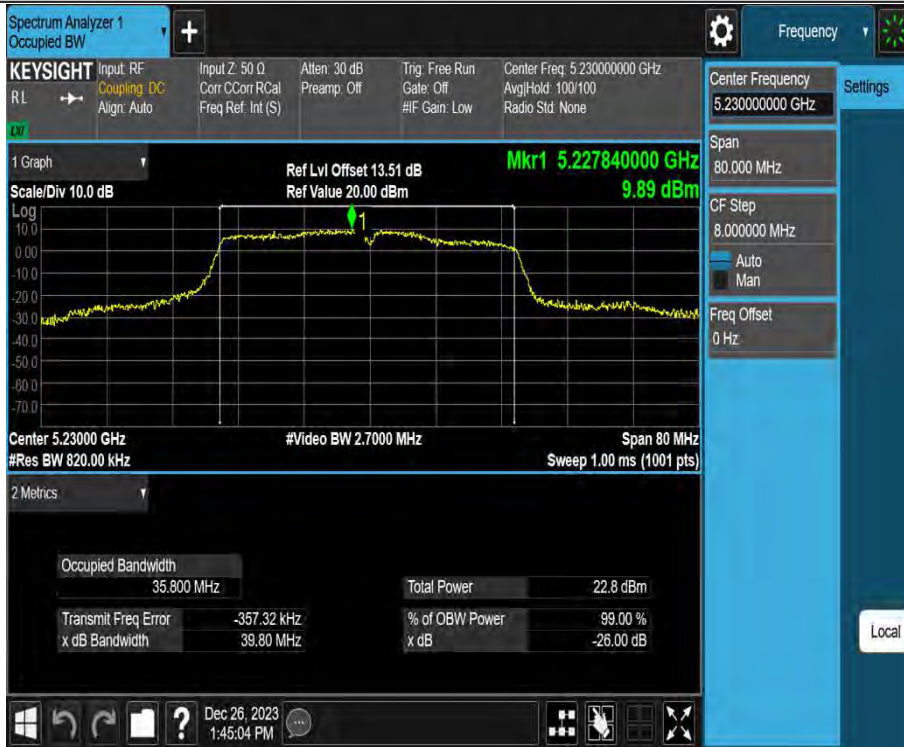 Spectrum Analyzer 1
Occupied BW
+
Frequency
KEYSIGHT
RL
LXI
Input: RF
Coupling: DC
Align: Auto
Input Z: 50 Ω
Corr CCorr RCal
Freq Ref: Int (S)
Atten: 30 dB
Preamp: Off
Trig: Free Run
Gate: Off
#IF Gain: Low
Center Freq: 5.230000000 GHz
Avg|Hold: 100/100
Radio Std: None
Center Frequency
5.230000000 GHz
Settings
Span
80.000 MHz
CF Step
8.000000 MHz
Auto
Man
Freq Offset
0 Hz
Local
1 Graph
Scale/Div 10.0 dB
Ref Lvl Offset 13.51 dB
Ref Value 20.00 dBm
Mkr1 5.227840000 GHz
9.89 dBm
Log
1
10.0
0.00
-10.0
-20.0
-30.0
-40.0
-50.0
-60.0
-70.0
Center 5.23000 GHz
#Video BW 2.7000 MHz
Span 80 MHz
#Res BW 820.00 kHz
Sweep 1.00 ms (1001 pts)
2 Metrics
Occupied Bandwidth
35.800 MHz
Total Power 22.8 dBm
Transmit Freq Error -357.32 kHz
% of OBW Power 99.00 %
x dB Bandwidth 39.80 MHz
x dB -26.00 dB
?
Dec 26, 2023
1:45:04 PM